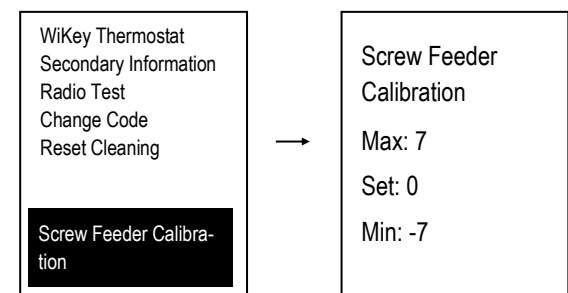 WiKey Thermostat
Secondary Information
Radio Test
Change Code
Reset Cleaning
Screw Feeder Calibra-
tion
Screw Feeder
Calibration
Max: 7
Set: 0
Min: -7